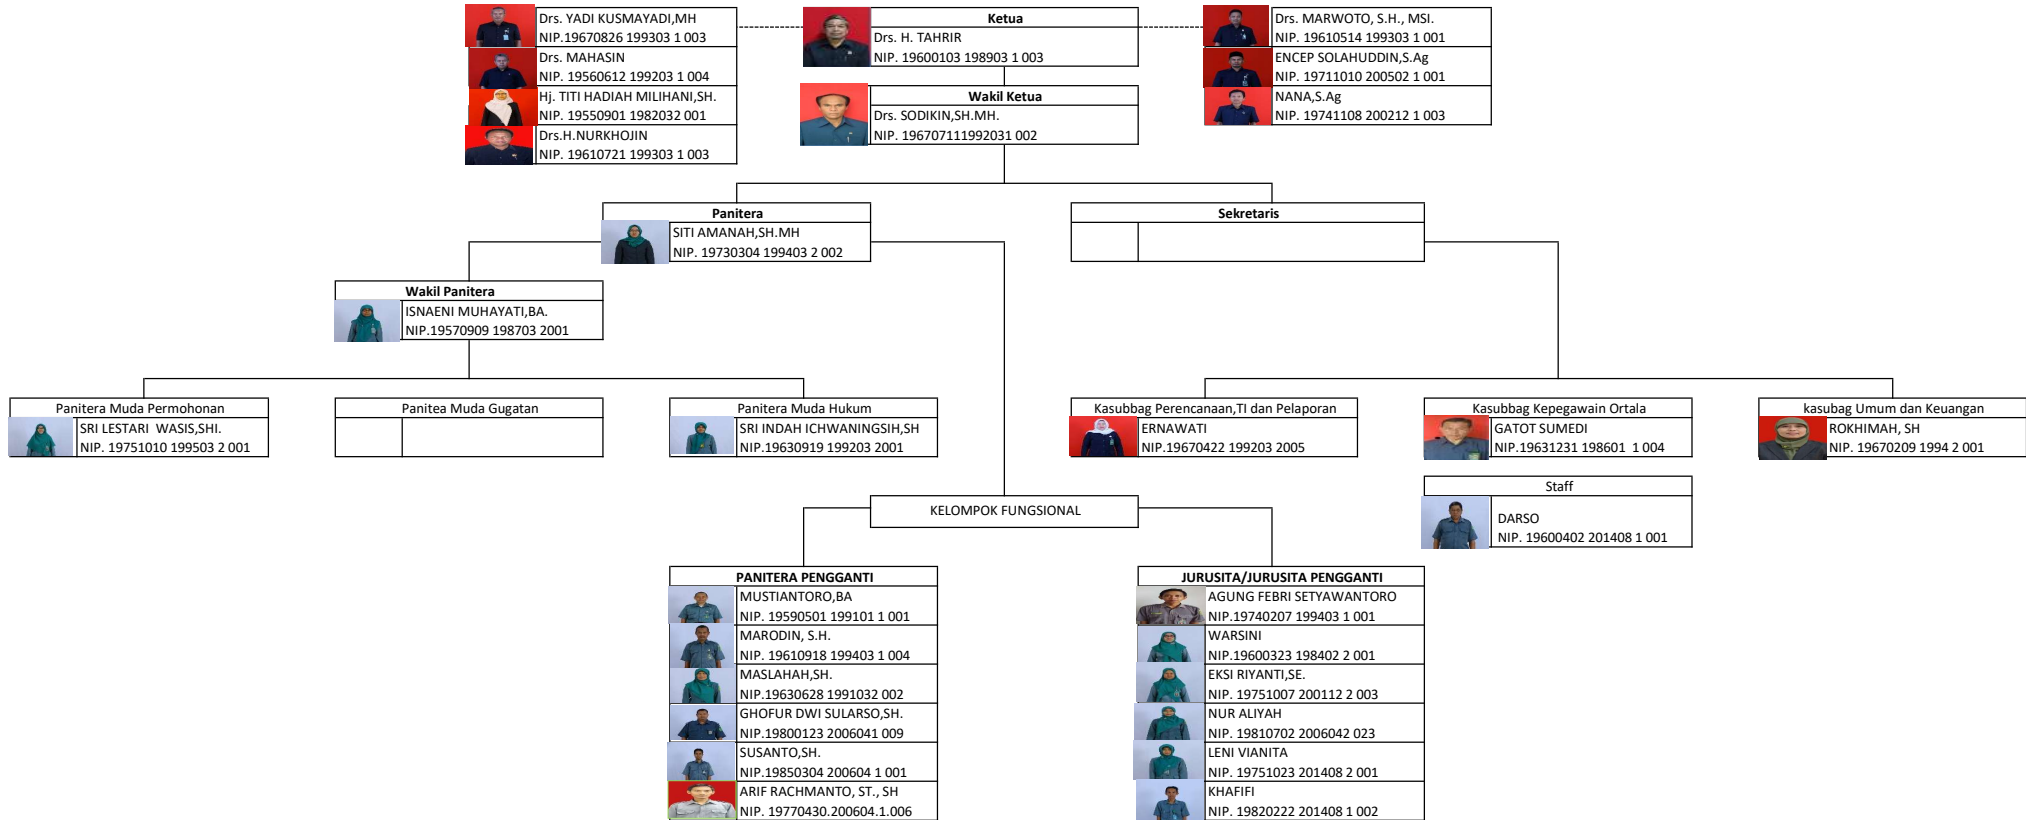 Drs. YADI KUSMAYADI,MH
NIP.19670826 199303 1 003
Drs. MAHASIN
NIP. 19560612 199203 1 004
Hj. TITI HADIAH MILIHANI,SH.
NIP. 19550901 1982032 001
Drs.H.NURKHOJIN
NIP. 19610721 199303 1 003
Ketua
Drs. H. TAHRIR
NIP. 19600103 198903 1 003
Wakil Ketua
Drs. SODIKIN,SH.MH.
NIP. 196707111992031 002
Drs. MARWOTO, S.H., MSI.
NIP. 19610514 199303 1 001
ENCEP SOLAHUDDIN,S.Ag
NIP. 19711010 200502 1 001
NANA,S.Ag
NIP. 19741108 200212 1 003
Panitera
SITI AMANAH,SH.MH
NIP. 19730304 199403 2 002
Sekretaris
Wakil Panitera
ISNAENI MUHAYATI,BA.
NIP.19570909 198703 2001
Panitera Muda Permohonan
SRI LESTARI  WASIS,SHI.
NIP. 19751010 199503 2 001
Panitea Muda Gugatan
Panitera Muda Hukum
SRI INDAH ICHWANINGSIH,SH
NIP.19630919 199203 2001
Kasubbag Perencanaan,TI dan Pelaporan
ERNAWATI
NIP.19670422 199203 2005
Kasubbag Kepegawain Ortala
GATOT SUMEDI
NIP.19631231 198601  1 004
kasubag Umum dan Keuangan
ROKHIMAH, SH
NIP. 19670209 1994 2 001
Staff
DARSO
NIP. 19600402 201408 1 001
KELOMPOK FUNGSIONAL
PANITERA PENGGANTI
MUSTIANTORO,BA
NIP. 19590501 199101 1 001
MARODIN, S.H.
NIP. 19610918 199403 1 004
MASLAHAH,SH.
NIP.19630628 1991032 002
GHOFUR DWI SULARSO,SH.
NIP.19800123 2006041 009
SUSANTO,SH.
NIP.19850304 200604 1 001
ARIF RACHMANTO, ST., SH
NIP. 19770430.200604.1.006
JURUSITA/JURUSITA PENGGANTI
AGUNG FEBRI SETYAWANTORO
NIP.19740207 199403 1 001
WARSINI
NIP.19600323 198402 2 001
EKSI RIYANTI,SE.
NIP. 19751007 200112 2 003
NUR ALIYAH
NIP. 19810702 2006042 023
LENI VIANITA
NIP. 19751023 201408 2 001
KHAFIFI
NIP. 19820222 201408 1 002